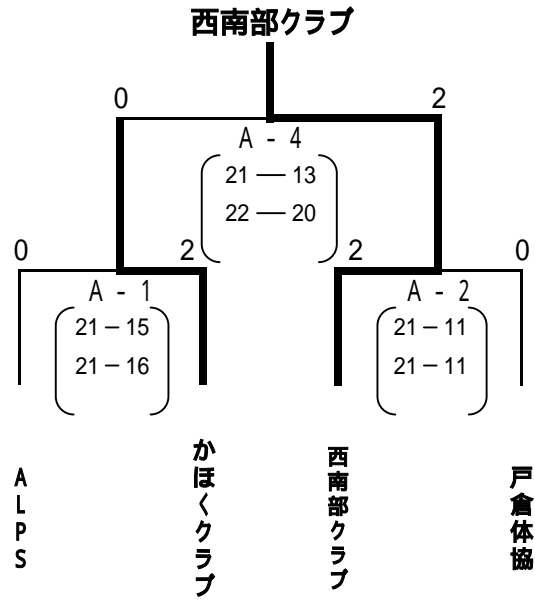 西南部クラブ
0 2
A - 4
21 — 13
22 — 20
0 2 2 0
A - 1 A - 2
21 — 15 21 — 11
21 — 16 21 — 11
ALPS
かほくクラブ
西南部クラブ
戸倉体協